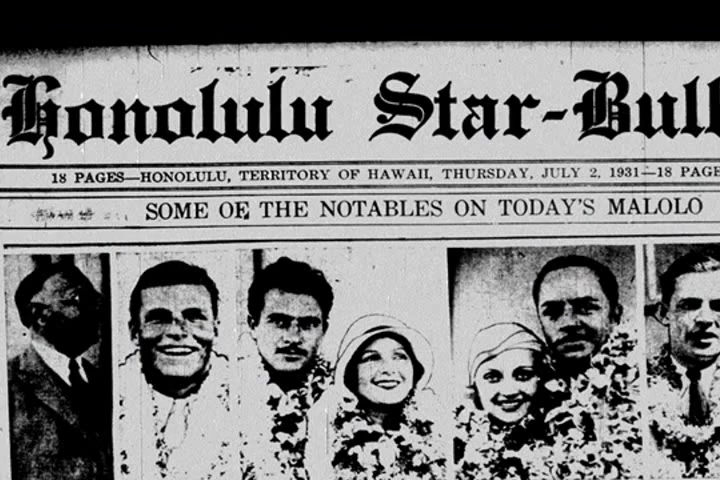 Honolulu Star-Bull
18 PAGES—HONOLULU, TERRITORY OF HAWAII, THURSDAY, JULY 2, 1931—18 PAGE
SOME OF THE NOTABLES ON TODAY'S MALOLO